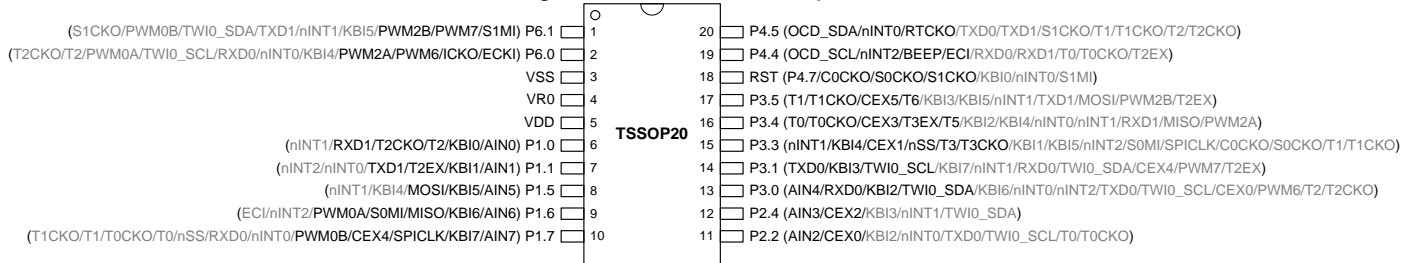 (S1CKO/PWM0B/TWI0_SDA/TXD1/nINT1/KBI5/PWM2B/PWM7/S1MI) P6.1 1
20 P4.5 (OCD_SDA/nINT0/RTCKO/TXD0/TXD1/S1CKO/T1/T1CKO/T2/T2CKO)
(T2CKO/T2/PWM0A/TWI0_SCL/RXD0/nINT0/KBI4/PWM2A/PWM6/ICKO/ECKI) P6.0 2
19 P4.4 (OCD_SCL/nINT2/BEEP/ECI/RXD0/RXD1/T0/T0CKO/T2EX)
VSS 3
18 RST (P4.7/C0CKO/S0CKO/S1CKO/KBI0/nINT0/S1MI)
VR0 4
17 P3.5 (T1/T1CKO/CEX5/T6/KBI3/KBI5/nINT1/TXD1/MOSI/PWM2B/T2EX)
VDD 5
TSSOP20
16 P3.4 (T0/T0CKO/CEX3/T3EX/T5/KBI2/KBI4/nINT0/nINT1/RXD1/MISO/PWM2A)
(nINT1/RXD1/T2CKO/T2/KBI0/AIN0) P1.0 6
15 P3.3 (nINT1/KBI4/CEX1/nSS/T3/T3CKO/KBI1/KBI5/nINT2/S0MI/SPICLK/C0CKO/S0CKO/T1/T1CKO)
(nINT2/nINT0/TXD1/T2EX/KBI1/AIN1) P1.1 7
14 P3.1 (TXD0/KBI3/TWI0_SCL/KBI7/nINT1/RXD0/TWI0_SDA/CEX4/PWM7/T2EX)
(nINT1/KBI4/MOSI/KBI5/AIN5) P1.5 8
13 P3.0 (AIN4/RXD0/KBI2/TWI0_SDA/KBI6/nINT0/nINT2/TXD0/TWI0_SCL/CEX0/PWM6/T2/T2CKO)
(ECI/nINT2/PWM0A/S0MI/MISO/KBI6/AIN6) P1.6 9
12 P2.4 (AIN3/CEX2/KBI3/nINT1/TWI0_SDA)
(T1CKO/T1/T0CKO/T0/nSS/RXD0/nINT0/PWM0B/CEX4/SPICLK/KBI7/AIN7) P1.7 10
11 P2.2 (AIN2/CEX0/KBI2/nINT0/TXD0/TWI0_SCL/T0/T0CKO)